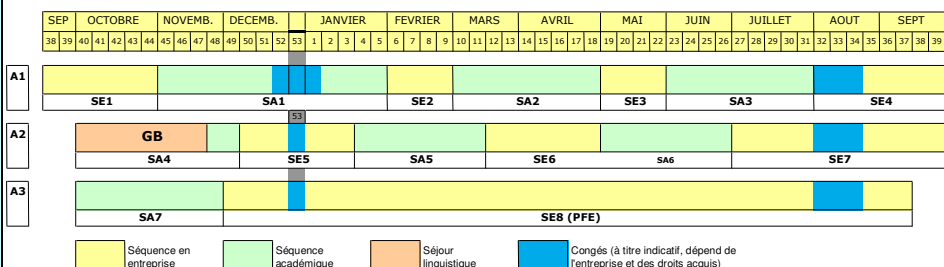 SEP OCTOBRE NOVEMB. DECEMB. JANVIER FEVRIER MARS AVRIL MAI JUIN JUILLET AOUT SEPT
38 39 40 41 42 43 44 45 46 47 48 49 50 51 52 53 1 2 3 4 5 6 7 8 9 10 11 12 13 14 15 16 17 18 19 20 21 22 23 24 25 26 27 28 29 30 31 32 33 34 35 36 37 38 39
A1
SE1 SA1 SE2 SA2 SE3 SA3 SE4
53
A2 GB
SA4 SE5 SA5 SE6 SA6 SE7
A3
SA7 SE8 (PFE)
Séquence en Séquence Séjour Congés (à titre indicatif, dépend de
entreprise académique linguistique l'entreprise et des droits acquis)